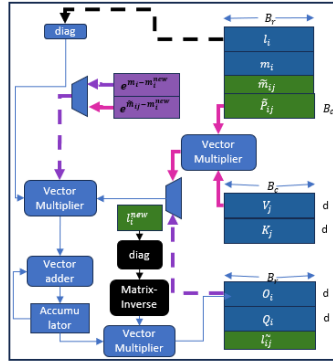 B_r
diag
l_i
m_i
m̃_ij
P̃_ij
B_c
e^{m_i-m_i^{new}}
e^{m̃_ij-m_i^{new}}
Vector
Multiplier
B_c
V_j d
K_j d
Vector
Multiplier
l_i^{new}
diag
Matrix-
Inverse
Vector
adder
Accumu
lator
Vector
Multiplier
B_r
O_i d
Q_i d
l̃_ij